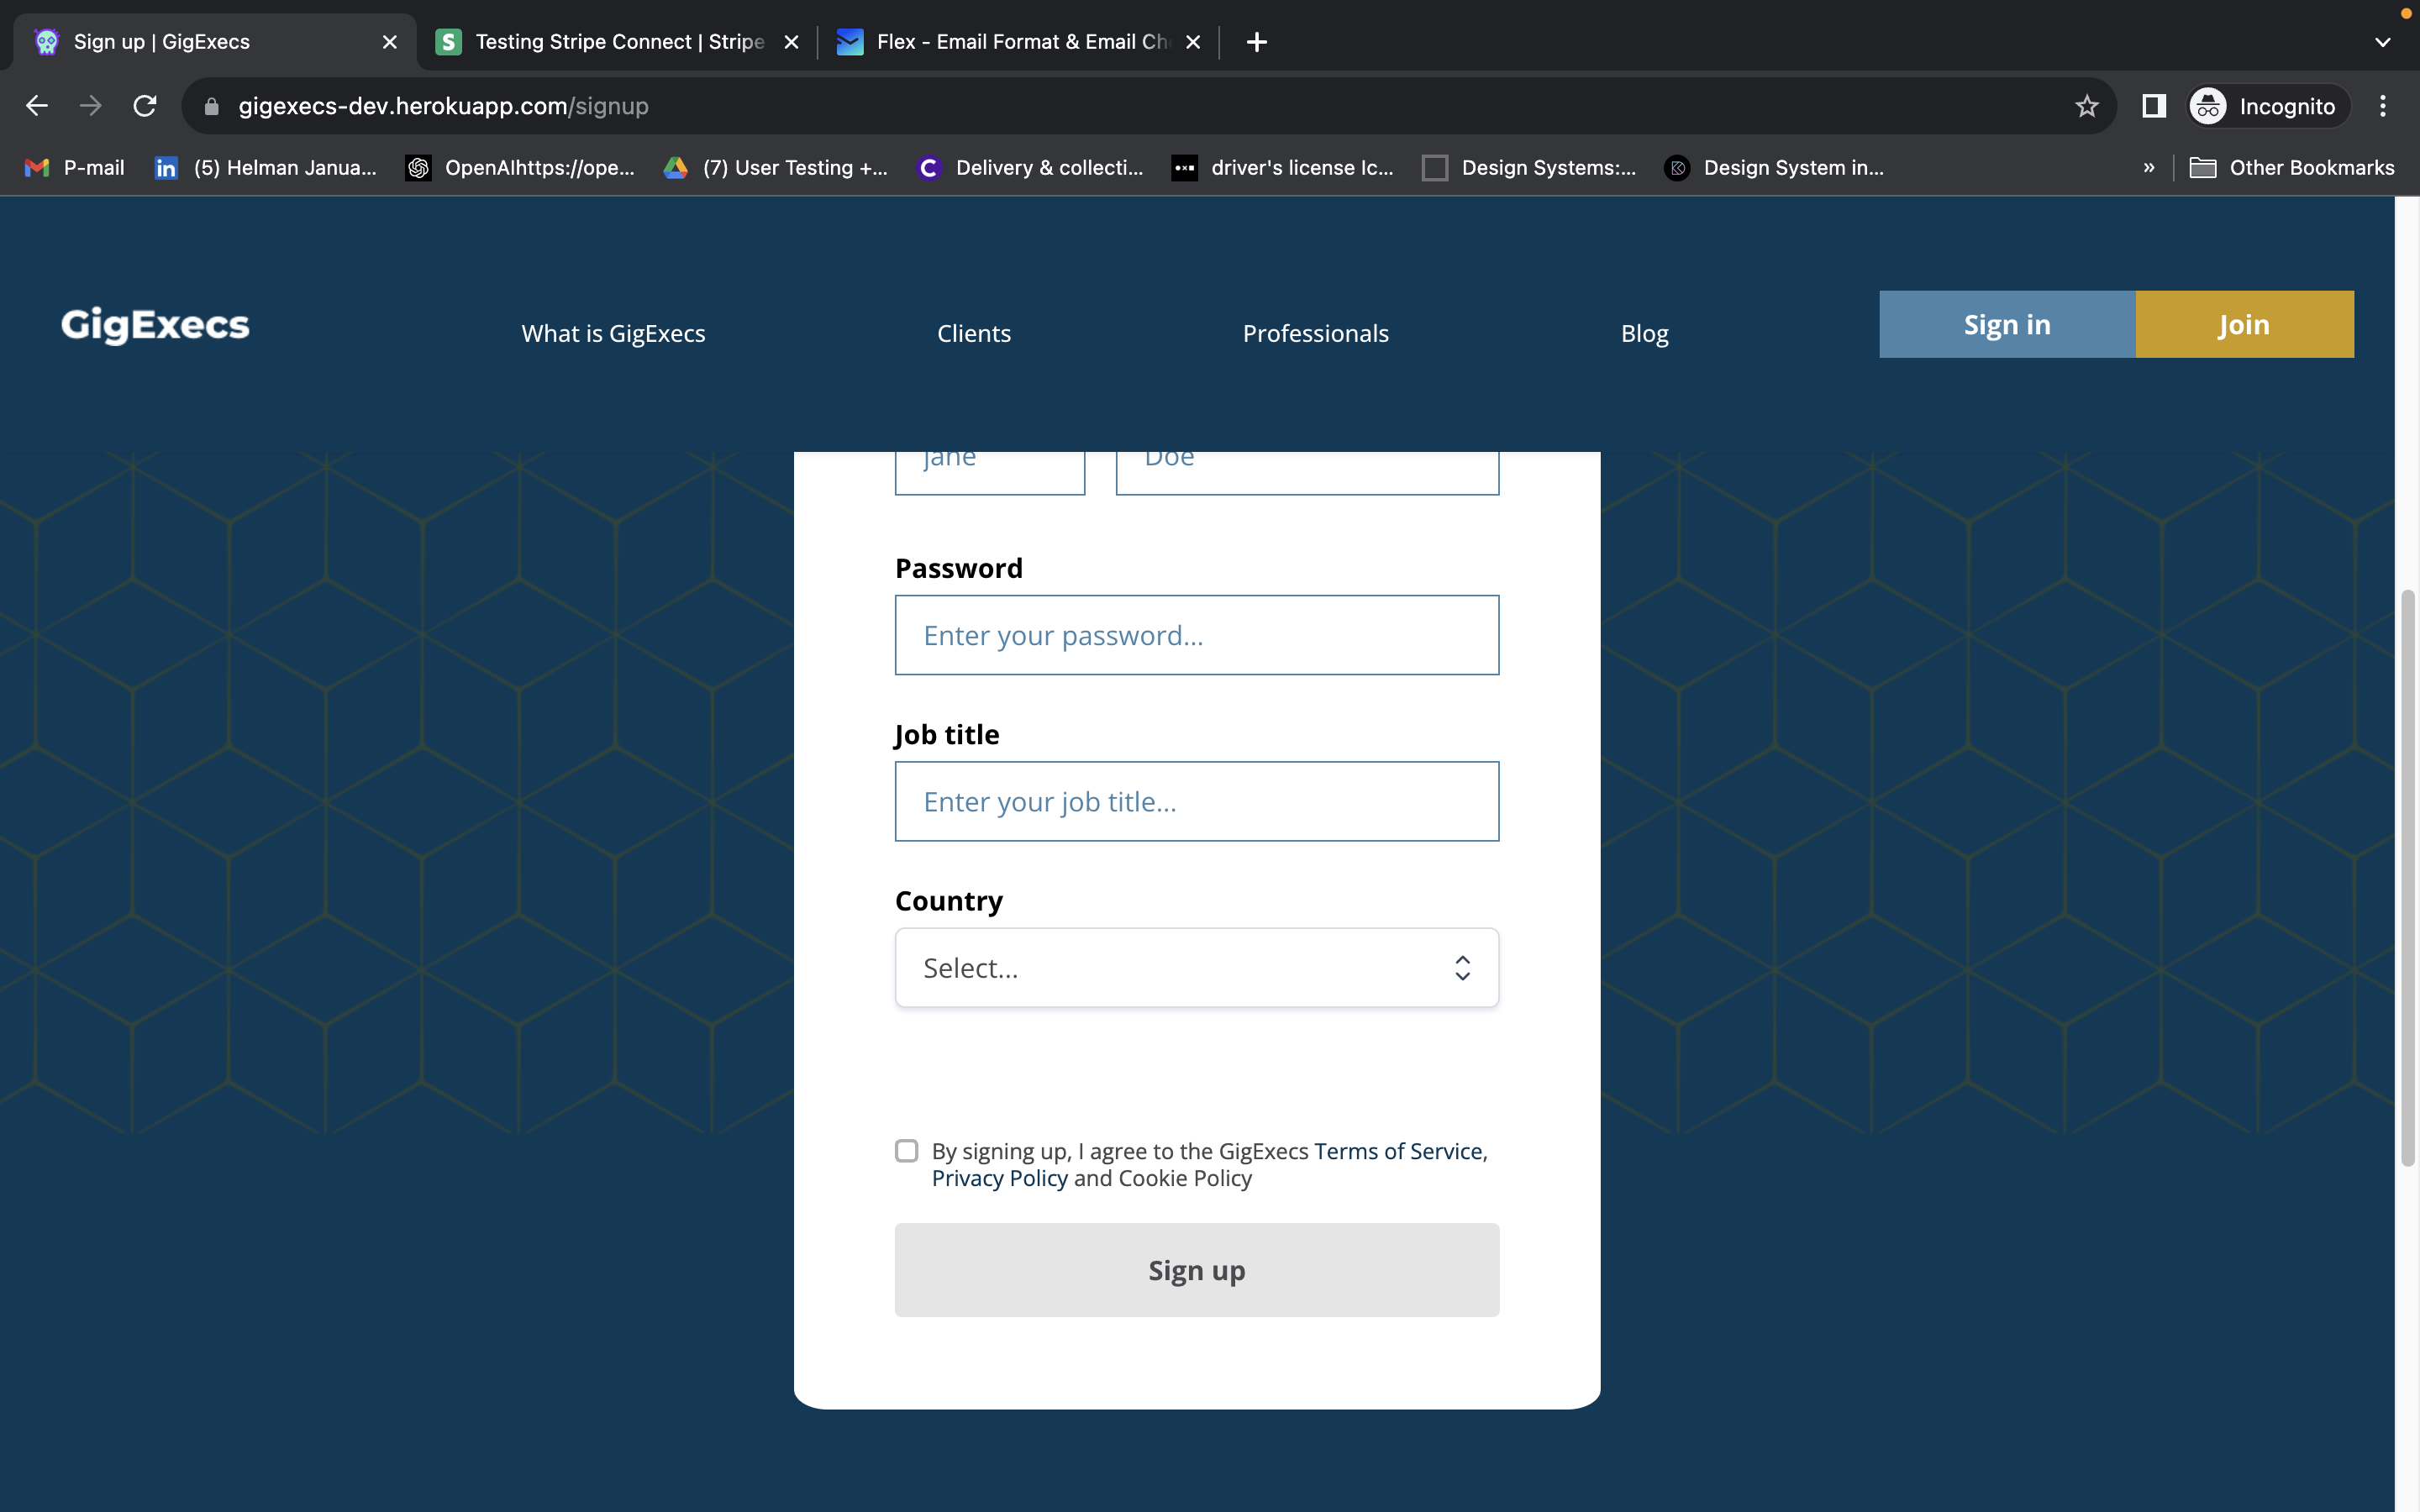 Sign up | GigExecs
S
Testing Stripe Connect | Stripe
Flex - Email Format & Email Ch
gigexecs-dev.herokuapp.com/signup
Incognito
P-mail
in
(5) Helman Janua...
OpenAIhttps://ope...
(7) User Testing +...
C
Delivery & collecti...
driver's license Ic...
Design Systems:...
Design System in...
»
Other Bookmarks
GigExecs
What is GigExecs
Clients
Professionals
Blog
Sign in
Join
Jane
Doe
Password
Enter your password...
Job title
Enter your job title...
Country
Select...
By signing up, I agree to the GigExecs Terms of Service,
Privacy Policy and Cookie Policy
Sign up